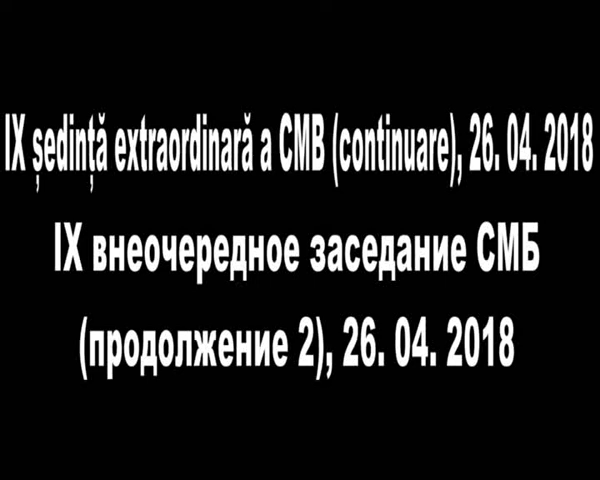 IX ședință extraordinară a CMB (continuare), 26. 04. 2018
IX внеочередное заседание СМБ
(продолжение 2), 26. 04. 2018